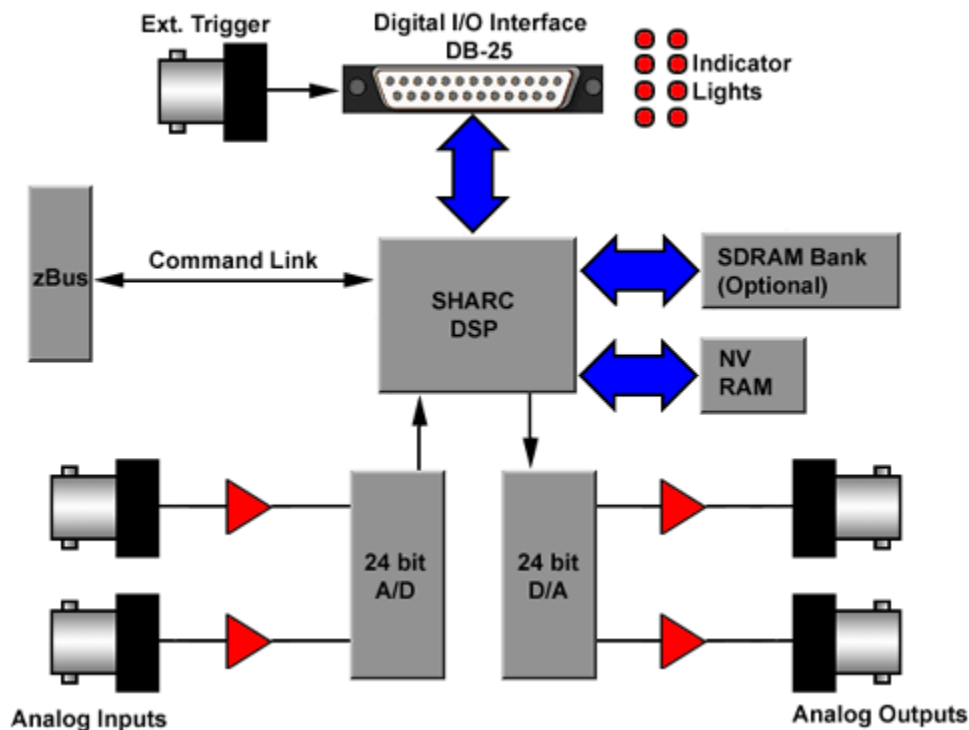 Ext. Trigger
Digital I/O Interface
DB-25
Indicator
Lights
zBus
Command Link
SHARC
DSP
SDRAM Bank
(Optional)
NV
RAM
24 bit
A/D
24 bit
D/A
Analog Inputs
Analog Outputs